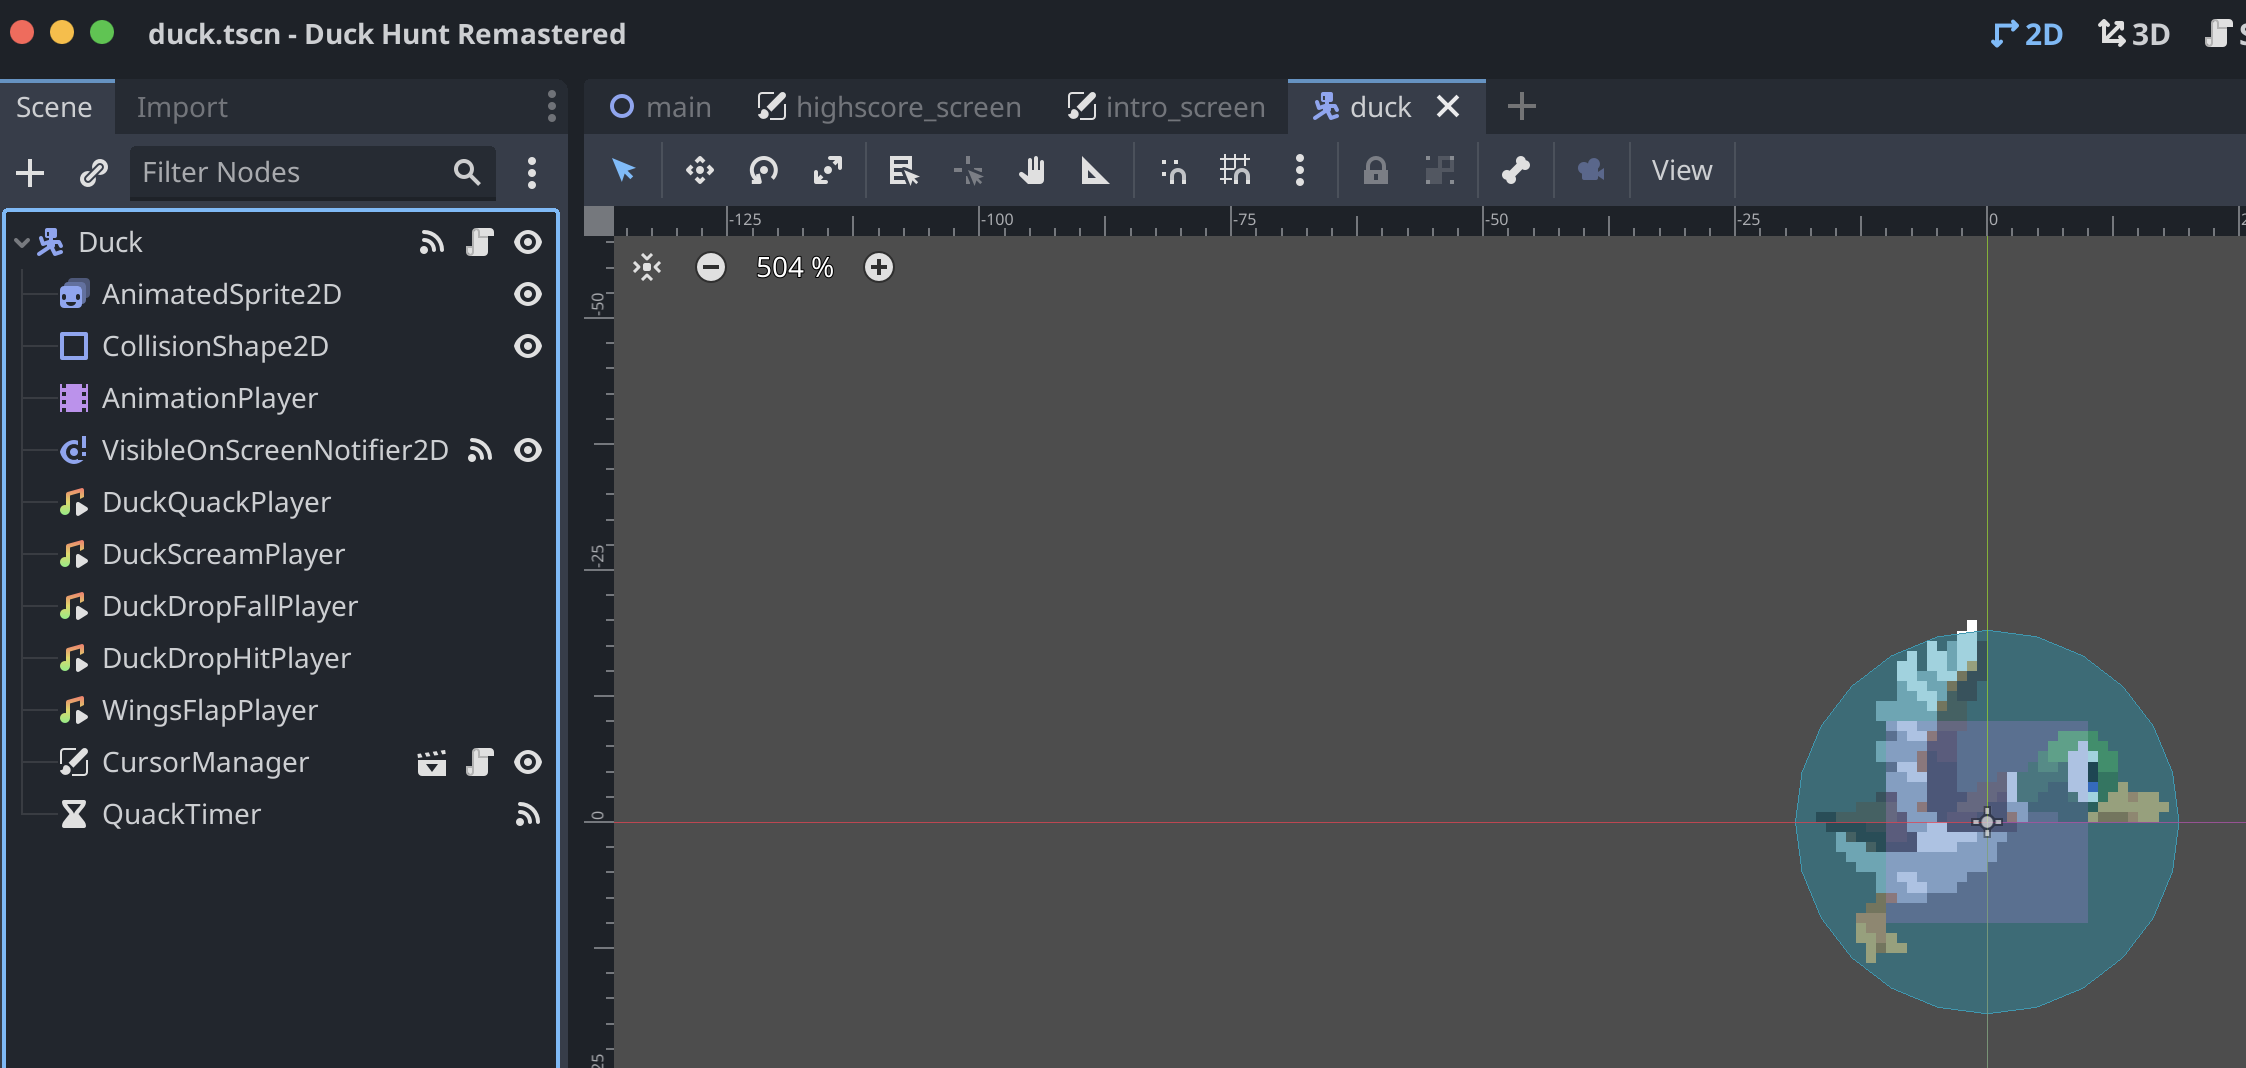 duck.tscn - Duck Hunt Remastered
2D 3D
Scene Import
main highscore_screen intro_screen duck
Filter Nodes
View
-125 -100 -75 -50 -25 0
504 %
-50
-25
0
Duck
AnimatedSprite2D
CollisionShape2D
AnimationPlayer
VisibleOnScreenNotifier2D
DuckQuackPlayer
DuckScreamPlayer
DuckDropFallPlayer
DuckDropHitPlayer
WingsFlapPlayer
CursorManager
QuackTimer